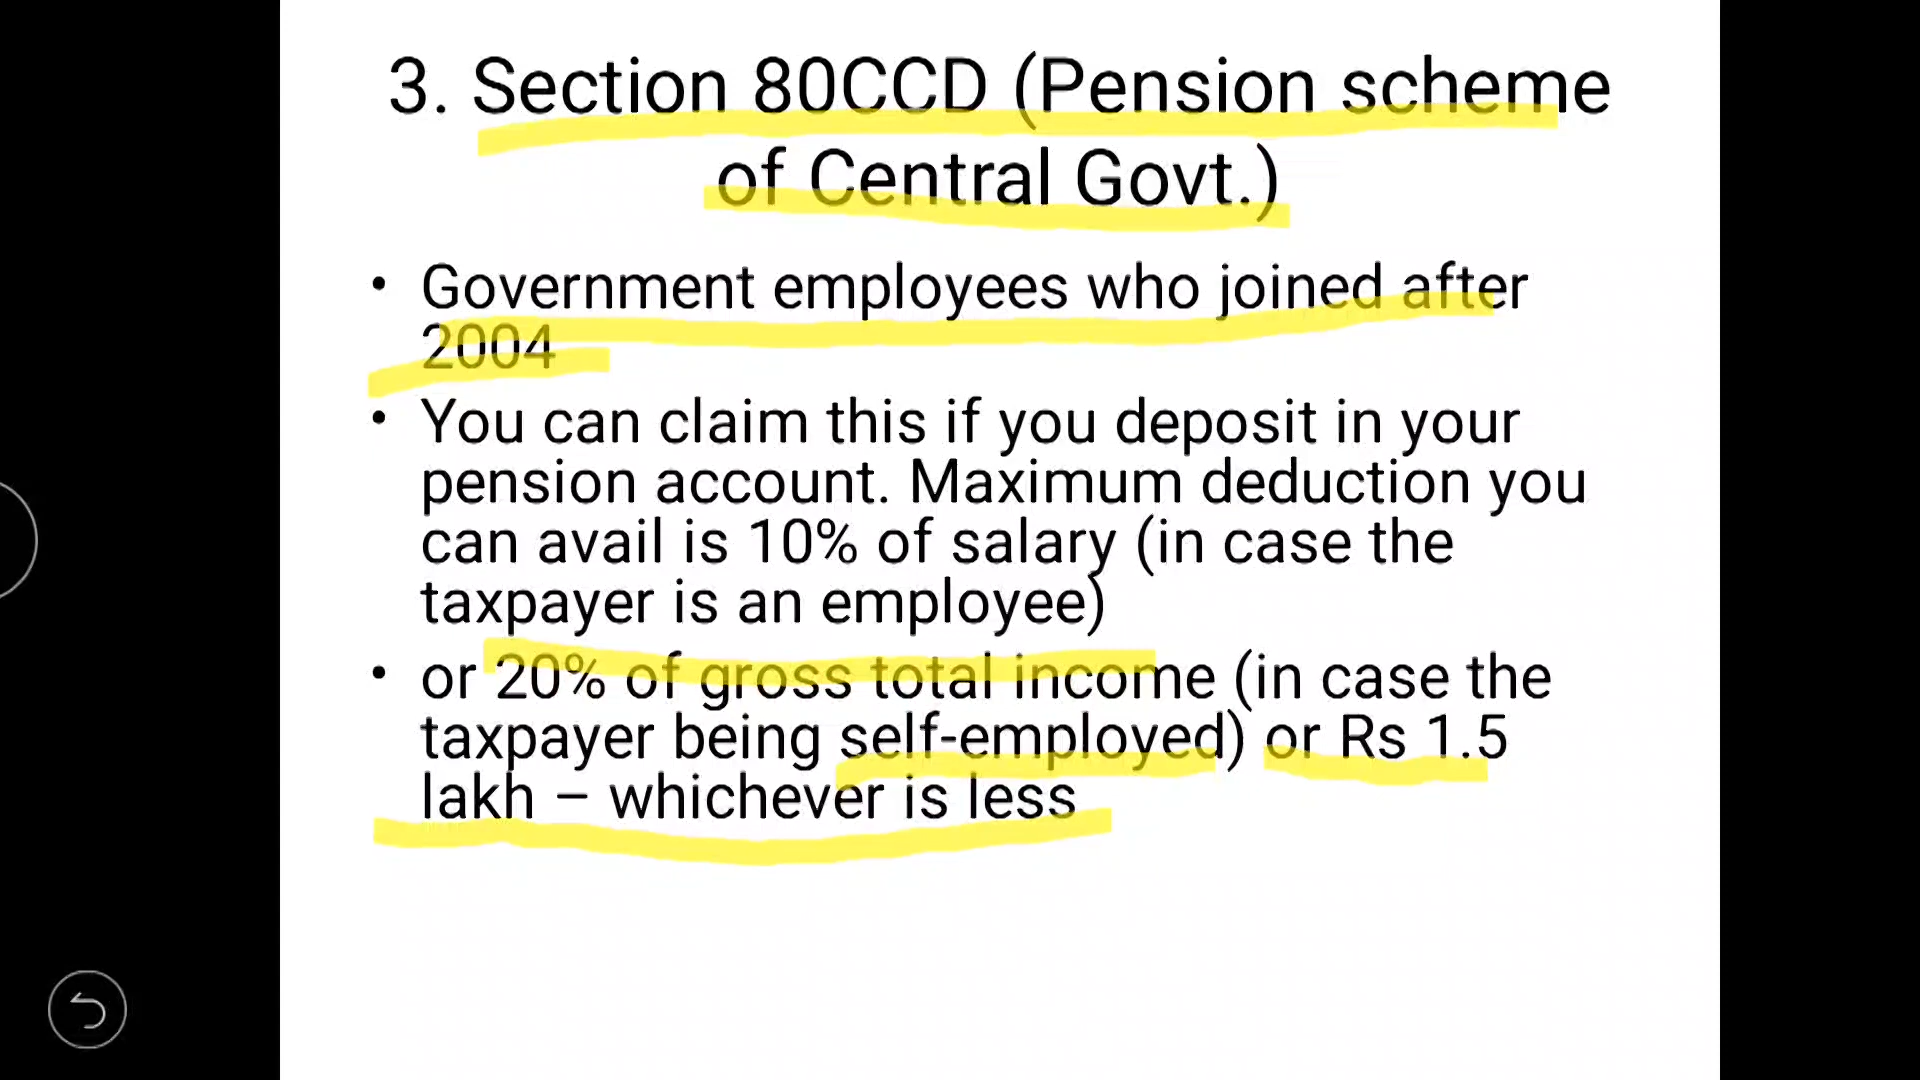 3. Section 80CCD (Pension scheme
of Central Govt.)
• Government employees who joined after
2004
• You can claim this if you deposit in your
pension account. Maximum deduction you
can avail is 10% of salary (in case the
taxpayer is an employee)
• or 20% of gross total income (in case the
taxpayer being self-employed) or Rs 1.5
lakh – whichever is less